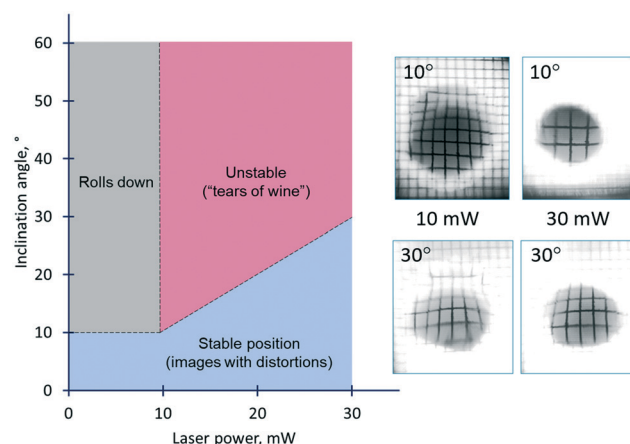 60
50
40
30
20
10
0
Inclination angle, °
Rolls down
Unstable
("tears of wine")
Stable position
(images with distortions)
0
10
20
30
Laser power, mW
10°
10°
10 mW
30 mW
30°
30°